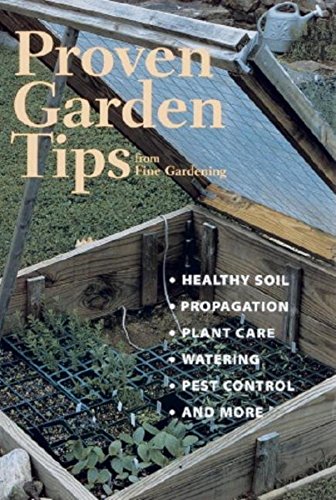 Proven
Garden
Tips from
Fine Gardening
• HEALTHY SOIL
• PROPAGATION
• PLANT CARE
• WATERING
• PEST CONTROL
• AND MORE